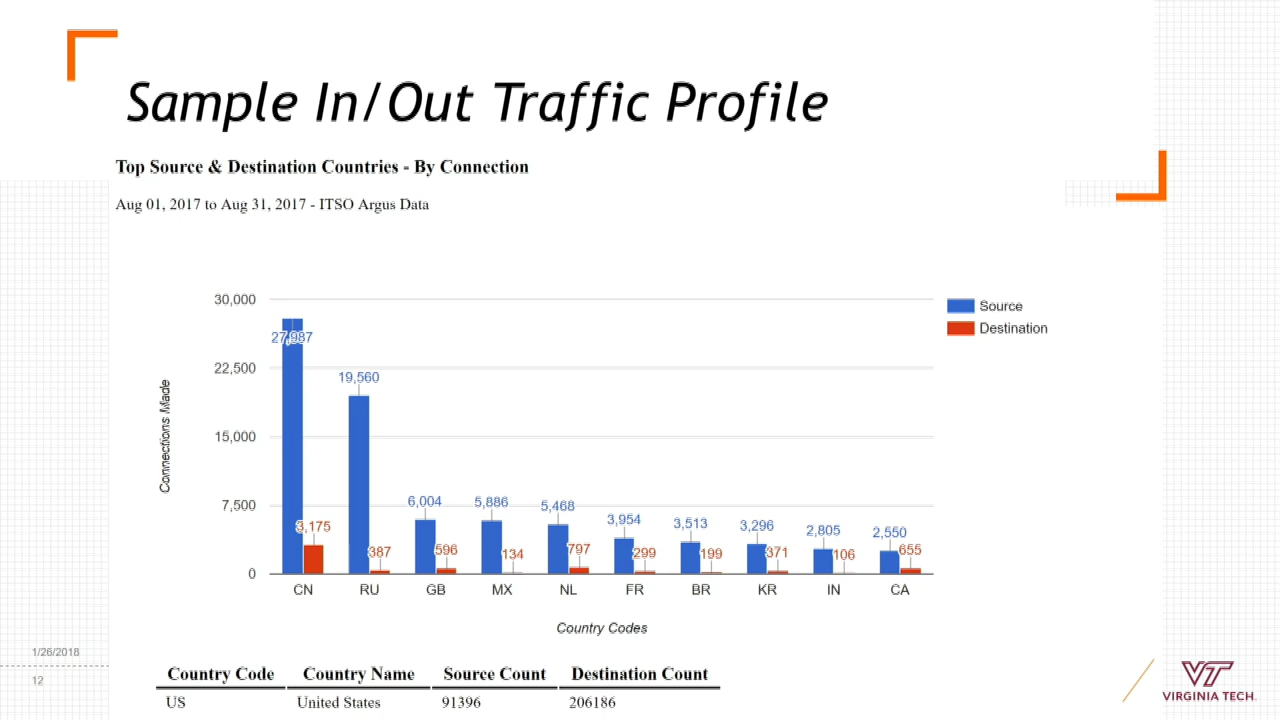 Sample In/Out Traffic Profile
Top Source & Destination Countries - By Connection
Aug 01, 2017 to Aug 31, 2017 - ITSO Argus Data
30,000
22,500
15,000
7,500
0
Connections Made
27,987
3,175
19,560
387
6,004
596
5,886
134
5,468
797
3,954
299
3,513
199
3,296
371
2,805
106
2,550
655
CN RU GB MX NL FR BR KR IN CA
Country Codes
Source
Destination
1/26/2018
12
Country Code Country Name Source Count Destination Count
US United States 91396 206186
VT
VIRGINIA TECH